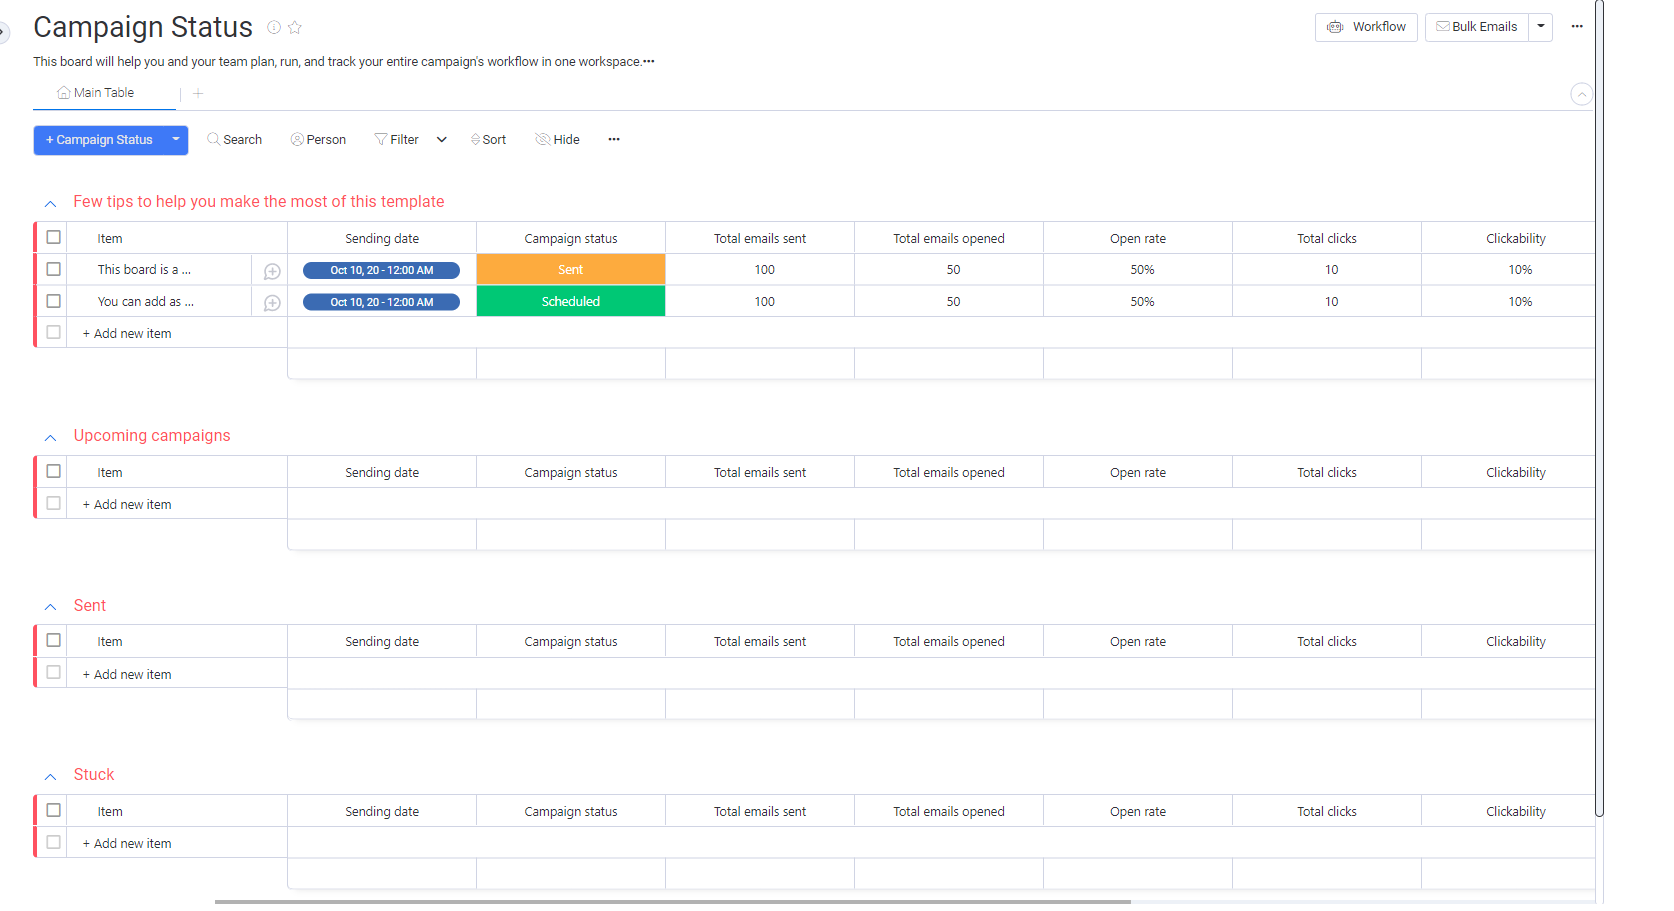 Campaign Status
Workflow
Bulk Emails
This board will help you and your team plan, run, and track your entire campaign's workflow in one workspace.•••
Main Table
+
+ Campaign Status
Search
Person
Filter
Sort
Hide
Few tips to help you make the most of this template
Item Sending date Campaign status Total emails sent Total emails opened Open rate Total clicks Clickability
This board is a ... Oct 10, 20 - 12:00 AM Sent 100 50 50% 10 10%
You can add as ... Oct 10, 20 - 12:00 AM Scheduled 100 50 50% 10 10%
+ Add new item
Upcoming campaigns
Item Sending date Campaign status Total emails sent Total emails opened Open rate Total clicks Clickability
+ Add new item
Sent
Item Sending date Campaign status Total emails sent Total emails opened Open rate Total clicks Clickability
+ Add new item
Stuck
Item Sending date Campaign status Total emails sent Total emails opened Open rate Total clicks Clickability
+ Add new item